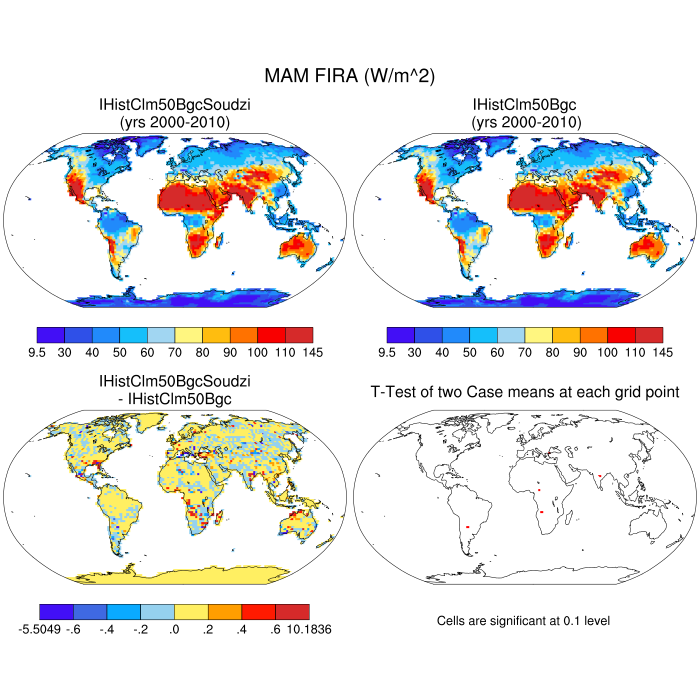 MAM FIRA (W/m^2)
IHistClm50BgcSoudzi
(yrs 2000-2010)
IHistClm50Bgc
(yrs 2000-2010)
9.5 30 40 50 60 70 80 90 100 110 145
9.5 30 40 50 60 70 80 90 100 110 145
IHistClm50BgcSoudzi
- IHistClm50Bgc
T-Test of two Case means at each grid point
-5.5049 -.6 -.4 -.2 .0 .2 .4 .6 10.1836
Cells are significant at 0.1 level